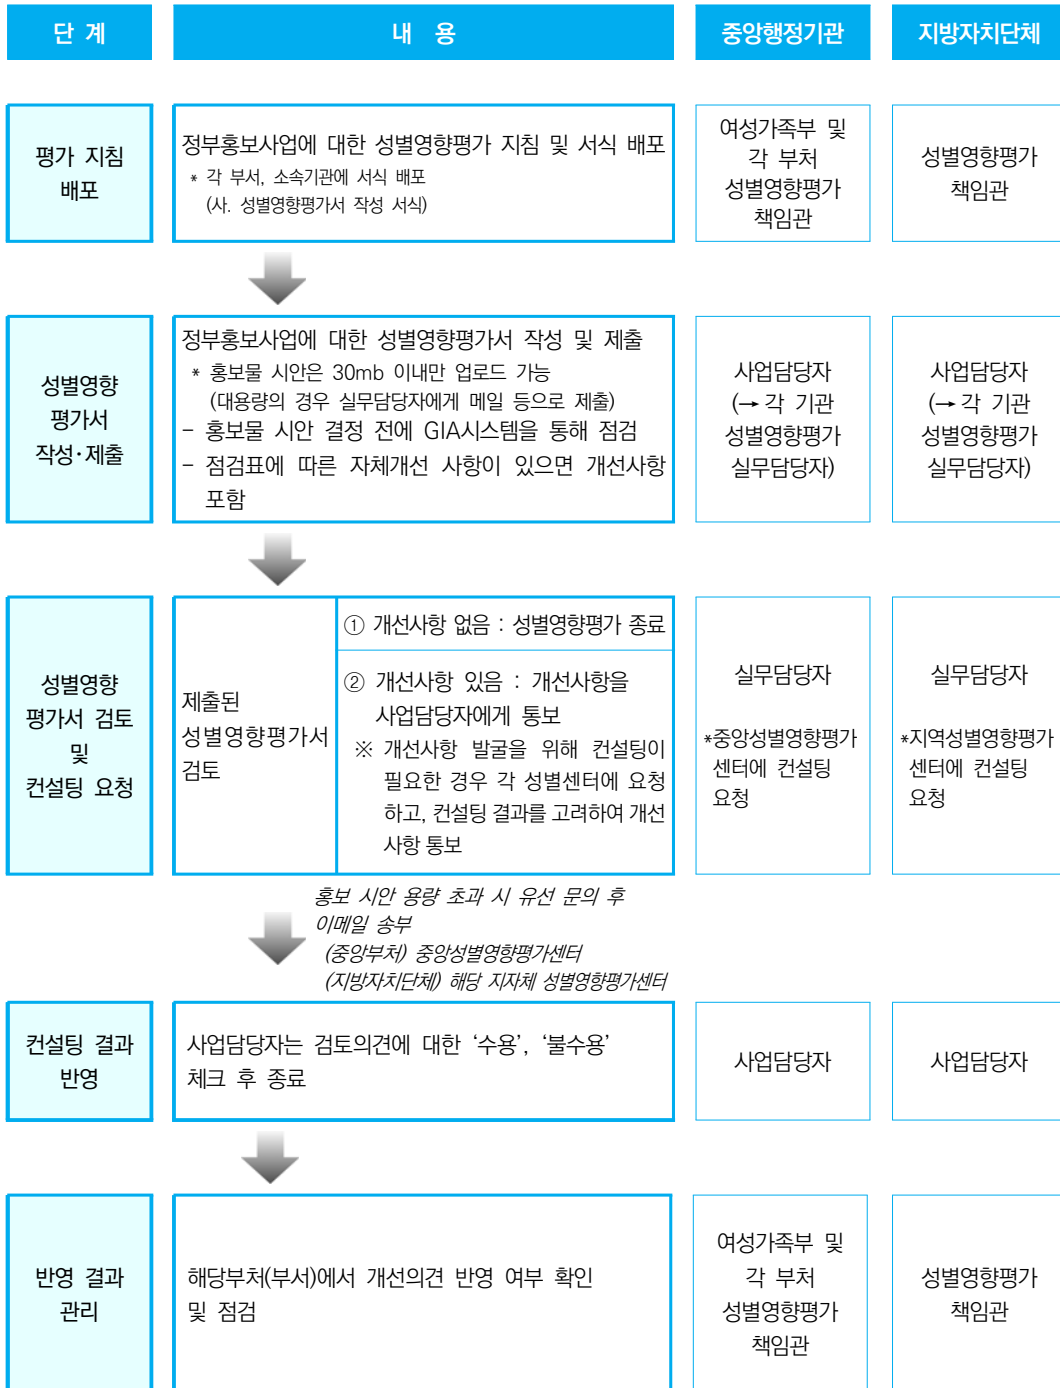 단 계
내 용
중앙행정기관
지방자치단체
평가 지침
배포
정부홍보사업에 대한 성별영향평가 지침 및 서식 배포
* 각 부서, 소속기관에 서식 배포
(사. 성별영향평가서 작성 서식)
여성가족부 및
각 부처
성별영향평가
책임관
성별영향평가
책임관
성별영향
평가서
작성·제출
정부홍보사업에 대한 성별영향평가서 작성 및 제출
* 홍보물 시안은 30mb 이내만 업로드 가능
(대용량의 경우 실무담당자에게 메일 등으로 제출)
- 홍보물 시안 결정 전에 GIA시스템을 통해 점검
- 점검표에 따른 자체개선 사항이 있으면 개선사항
포함
사업담당자
(→ 각 기관
성별영향평가
실무담당자)
사업담당자
(→ 각 기관
성별영향평가
실무담당자)
성별영향
평가서 검토
및
컨설팅 요청
제출된
성별영향평가서
검토
① 개선사항 없음 : 성별영향평가 종료
② 개선사항 있음 : 개선사항을
사업담당자에게 통보
※ 개선사항 발굴을 위해 컨설팅이
필요한 경우 각 성별센터에 요청
하고, 컨설팅 결과를 고려하여 개선
사항 통보
실무담당자
*중앙성별영향평가
센터에 컨설팅
요청
실무담당자
*지역성별영향평가
센터에 컨설팅
요청
홍보 시안 용량 초과 시 유선 문의 후
이메일 송부
(중앙부처) 중앙성별영향평가센터
(지방자치단체) 해당 지자체 성별영향평가센터
컨설팅 결과
반영
사업담당자는 검토의견에 대한 ‘수용’, ‘불수용’
체크 후 종료
사업담당자
사업담당자
반영 결과
관리
해당부처(부서)에서 개선의견 반영 여부 확인
및 점검
여성가족부 및
각 부처
성별영향평가
책임관
성별영향평가
책임관